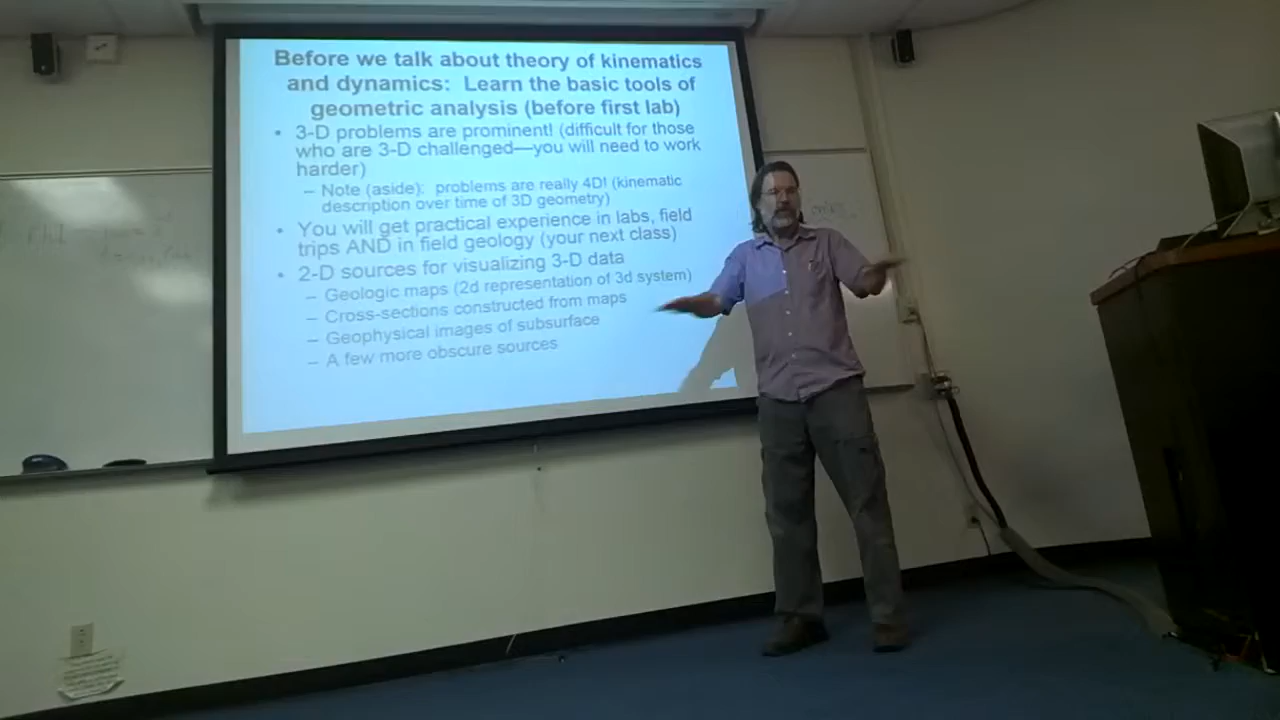 Before we talk about theory of kinematics
and dynamics: Learn the basic tools of
geometric analysis (before first lab)
• 3-D problems are prominent! (difficult for those
who are 3-D challenged—you will need to work
harder)
– Note (aside): problems are really 4D! (kinematic
description over time of 3D geometry)
• You will get practical experience in labs, field
trips AND in field geology (your next class)
• 2-D sources for visualizing 3-D data
– Geologic maps (2d representation of 3d system)
– Cross-sections constructed from maps
– Geophysical images of subsurface
– A few more obscure sources